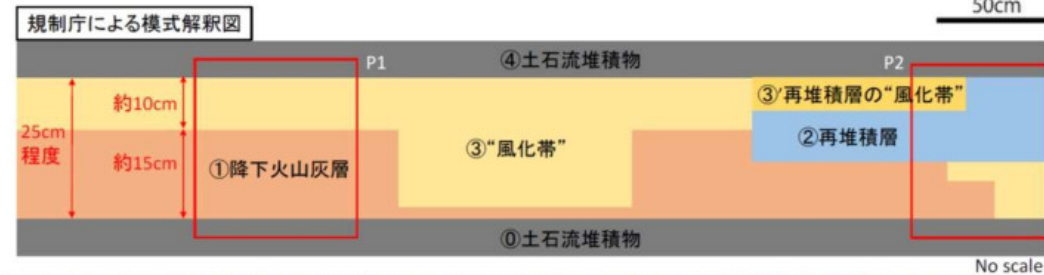 50cm
規制庁による模式解釈図
④土石流堆積物
P1
P2
約10cm
25cm
程度
約15cm
①降下火山灰層
③“風化帯”
③’再堆積層の“風化帯”
②再堆積層
⓪土石流堆積物
No scale